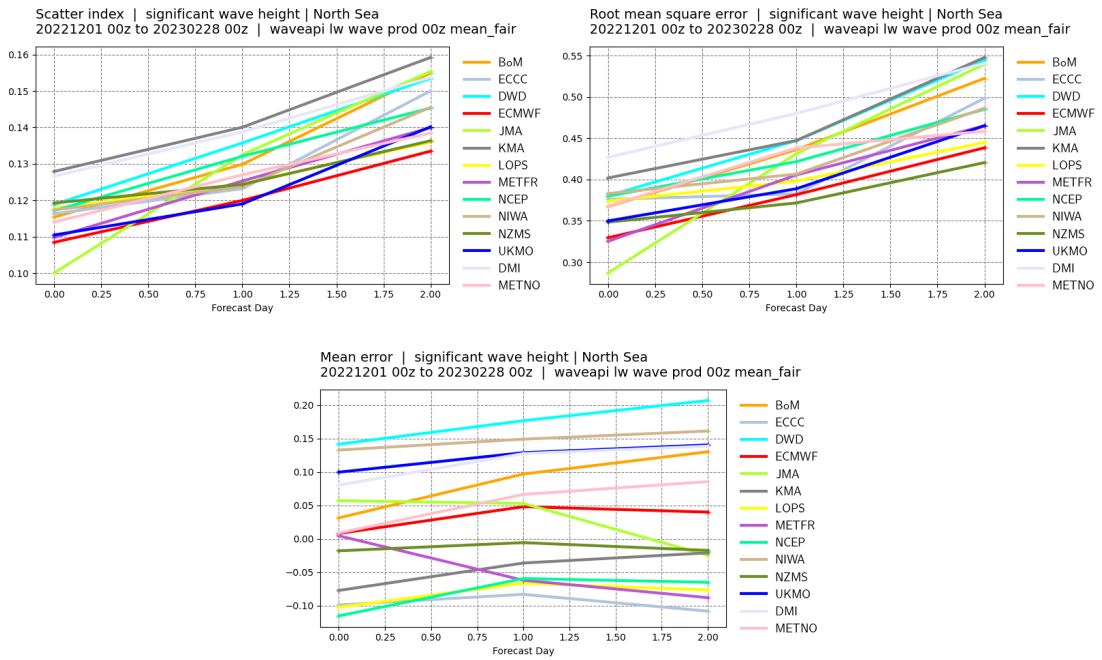 Scatter index | significant wave height | North Sea
20221201 00z to 20230228 00z | waveapi lw wave prod 00z mean_fair
0.16
0.15
0.14
0.13
0.12
0.11
0.10
0.00 0.25 0.50 0.75 1.00 1.25 1.50 1.75 2.00
Forecast Day
BoM
ECCC
DWD
ECMWF
JMA
KMA
LOPS
METFR
NCEP
NIWA
NZMS
UKMO
DMI
METNO
Root mean square error | significant wave height | North Sea
20221201 00z to 20230228 00z | waveapi lw wave prod 00z mean_fair
0.55
0.50
0.45
0.40
0.35
0.30
0.00 0.25 0.50 0.75 1.00 1.25 1.50 1.75 2.00
Forecast Day
BoM
ECCC
DWD
ECMWF
JMA
KMA
LOPS
METFR
NCEP
NIWA
NZMS
UKMO
DMI
METNO
Mean error | significant wave height | North Sea
20221201 00z to 20230228 00z | waveapi lw wave prod 00z mean_fair
0.20
0.15
0.10
0.05
0.00
−0.05
−0.10
0.00 0.25 0.50 0.75 1.00 1.25 1.50 1.75 2.00
Forecast Day
BoM
ECCC
DWD
ECMWF
JMA
KMA
LOPS
METFR
NCEP
NIWA
NZMS
UKMO
DMI
METNO